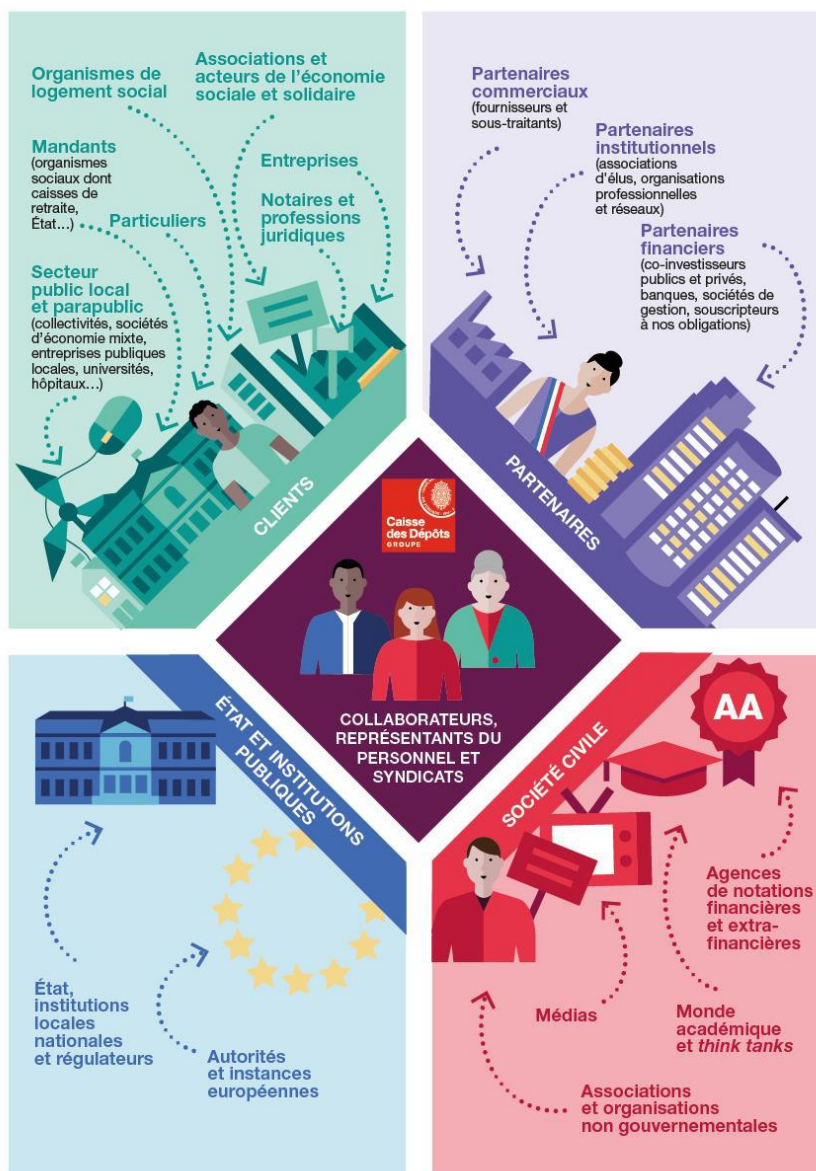 Organismes de
logement social
Associations et
acteurs de l'économie
sociale et solidaire
Mandants
(organismes
sociaux dont
caisses de
retraite,
État...)
Particuliers
Entreprises
Notaires et
professions
juridiques
Secteur
public local
et parapublic
(collectivités, sociétés
d'économie mixte,
entreprises publiques
locales, universités,
hôpitaux...)
CLIENTS
Partenaires
commerciaux
(fournisseurs et
sous-traitants)
Partenaires
institutionnels
(associations
d'élus, organisations
professionnelles
et réseaux)
Partenaires
financiers
(co-investisseurs
publics et privés,
banques, sociétés de
gestion, souscripteurs
à nos obligations)
PARTENAIRES
Caisse
des Dépôts
GROUPE
COLLABORATEURS,
REPRÉSENTANTS DU
PERSONNEL ET
SYNDICATS
ÉTAT ET INSTITUTIONS
PUBLIQUES
État,
institutions
locales
nationales
et régulateurs
Autorités
et instances
européennes
SOCIÉTÉ CIVILE
AA
Agences
de notations
financières
et extra-
financières
Médias
Monde
académique
et think tanks
Associations
et organisations
non gouvernementales